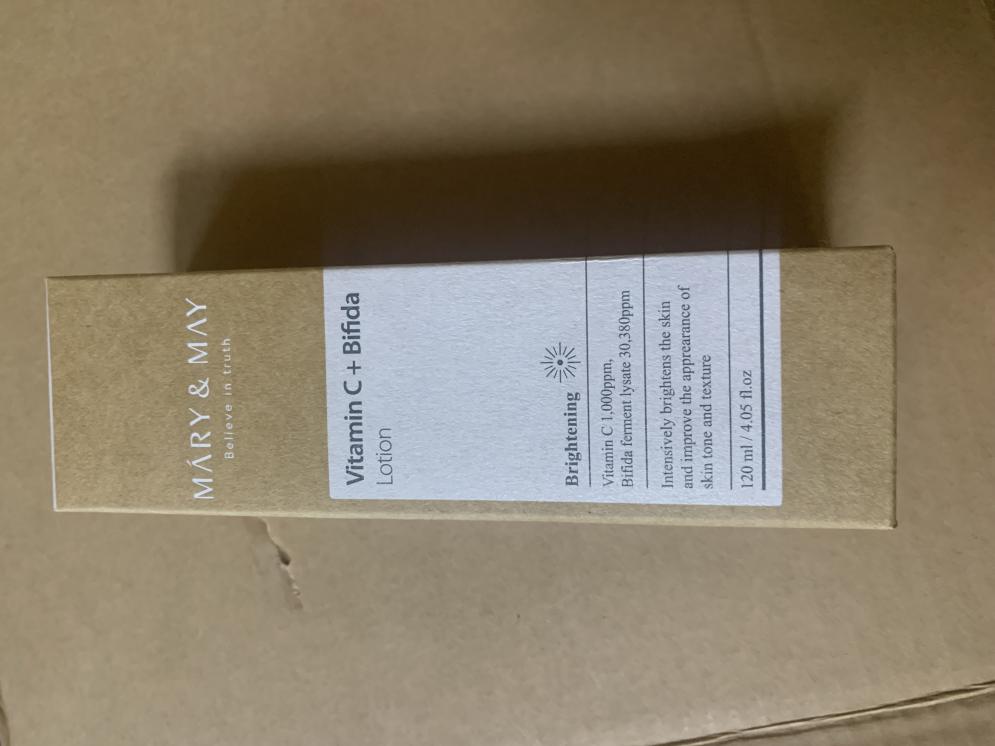 MÁRY & MAY
Believe in truth
Vitamin C + Bifida
Lotion
Brightening
Vitamin C 1,000ppm,
Bifida ferment lysate 30,380ppm
Intensively brightens the skin
and improve the apprearance of
skin tone and texture
120 ml / 4.05 fl.oz